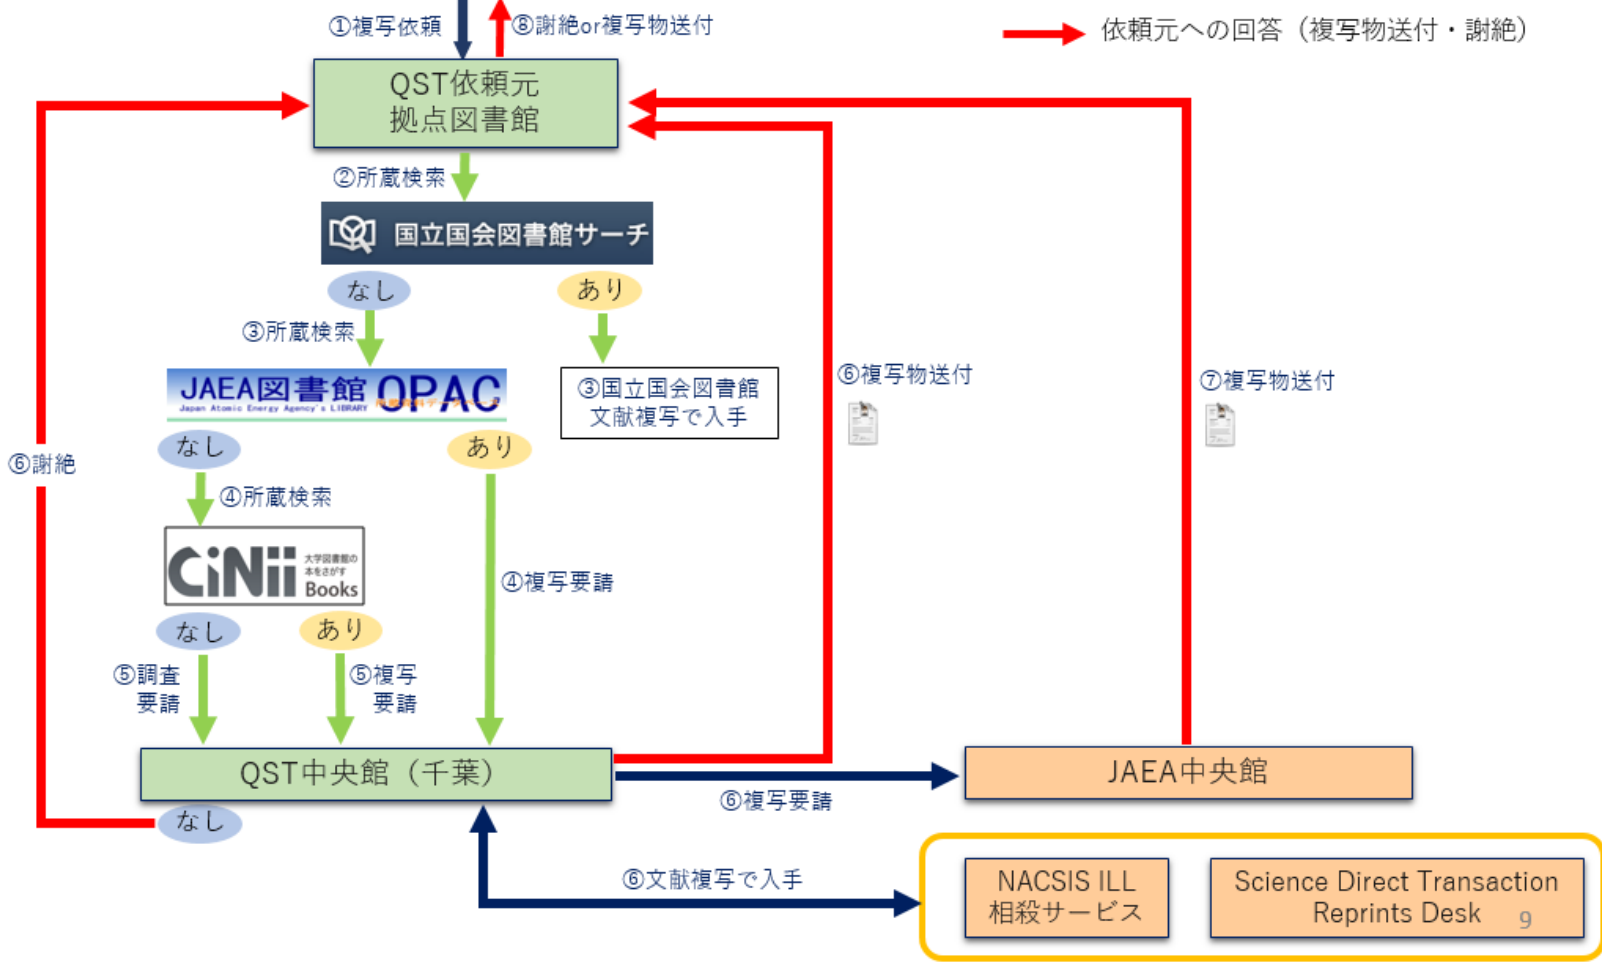 ①複写依頼
⑧謝絶or複写物送付
依頼元への回答（複写物送付・謝絶）
QST依頼元
拠点図書館
②所蔵検索
国立国会図書館サーチ
なし
あり
③所蔵検索
JAEA図書館 OPAC
Japan Atomic Energy Agency's LIBRARY
③国立国会図書館
文献複写で入手
⑥複写物送付
⑦複写物送付
なし
あり
⑥謝絶
④所蔵検索
CiNii
大学図書館の
本をさがす
Books
④複写要請
なし
あり
⑤調査
要請
⑤複写
要請
QST中央館（千葉）
JAEA中央館
⑥複写要請
なし
⑥文献複写で入手
NACSIS ILL
相殺サービス
Science Direct Transaction
Reprints Desk
9